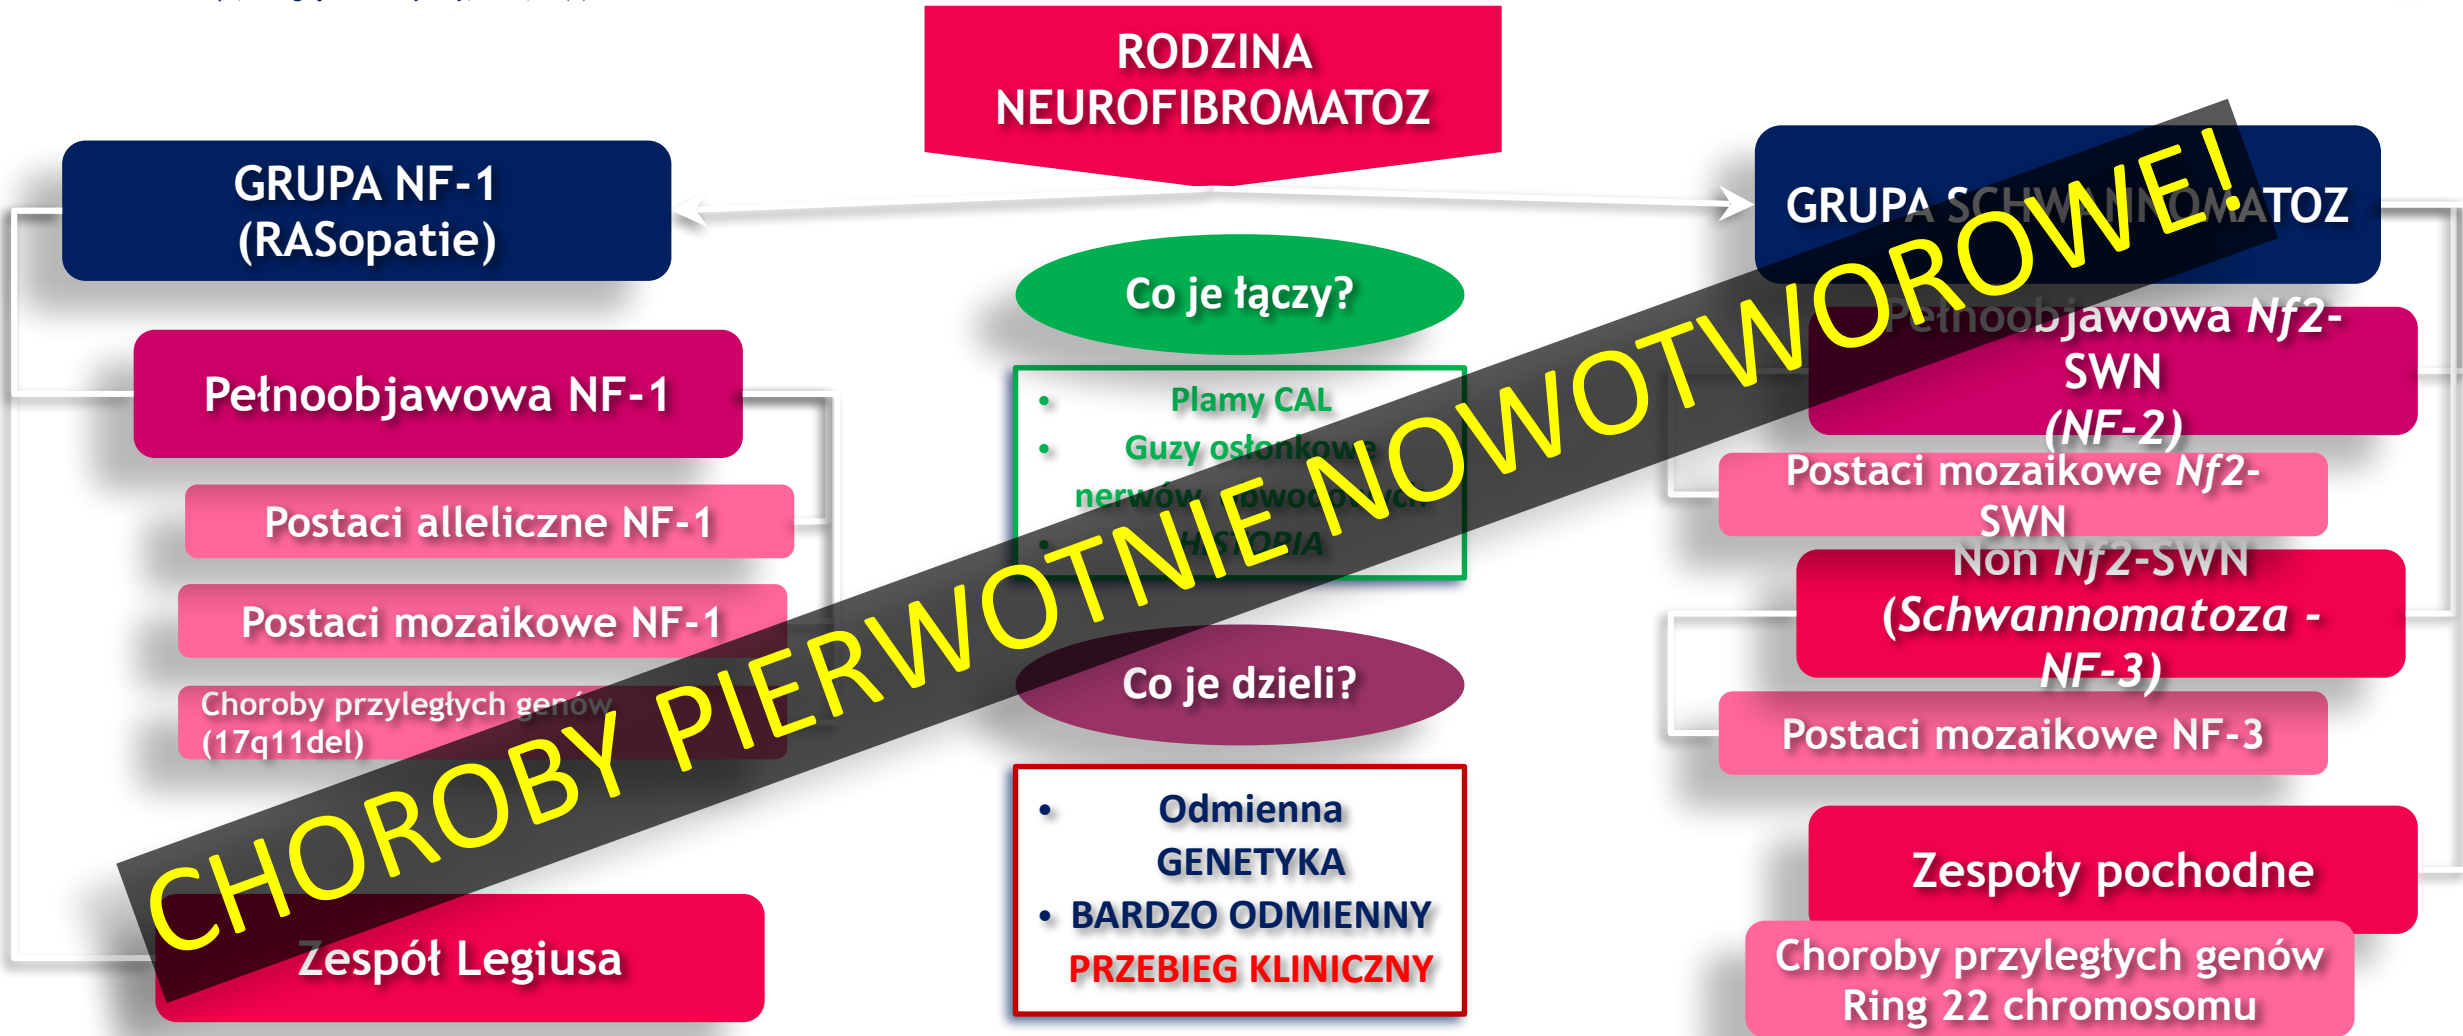 RODZINA
NEUROFIBROMATOZ
GRUPA NF-1
(RASopatie)
Pełnoobjawowa NF-1
Postaci alleliczne NF-1
Postaci mozaikowe NF-1
Choroby przyległych genów
(17q11del)
Zespół Legiusa
Co je łączy?
• Plamy CAL
• Guzy osłonkowe
nerwów obwodowych
• HISTORIA
Co je dzieli?
• Odmienna
GENETYKA
• BARDZO ODMIENNY
PRZEBIEG KLINICZNY
GRUPA SCHWANNOMATOZ
Pełnoobjawowa Nf2-
SWN
(NF-2)
Postaci mozaikowe Nf2-
SWN
Non Nf2-SWN
(Schwannomatoza -
NF-3)
Postaci mozaikowe NF-3
Zespoły pochodne
Choroby przyległych genów
Ring 22 chromosomu
CHOROBY PIERWOTNIE NOWOTWOROWE!